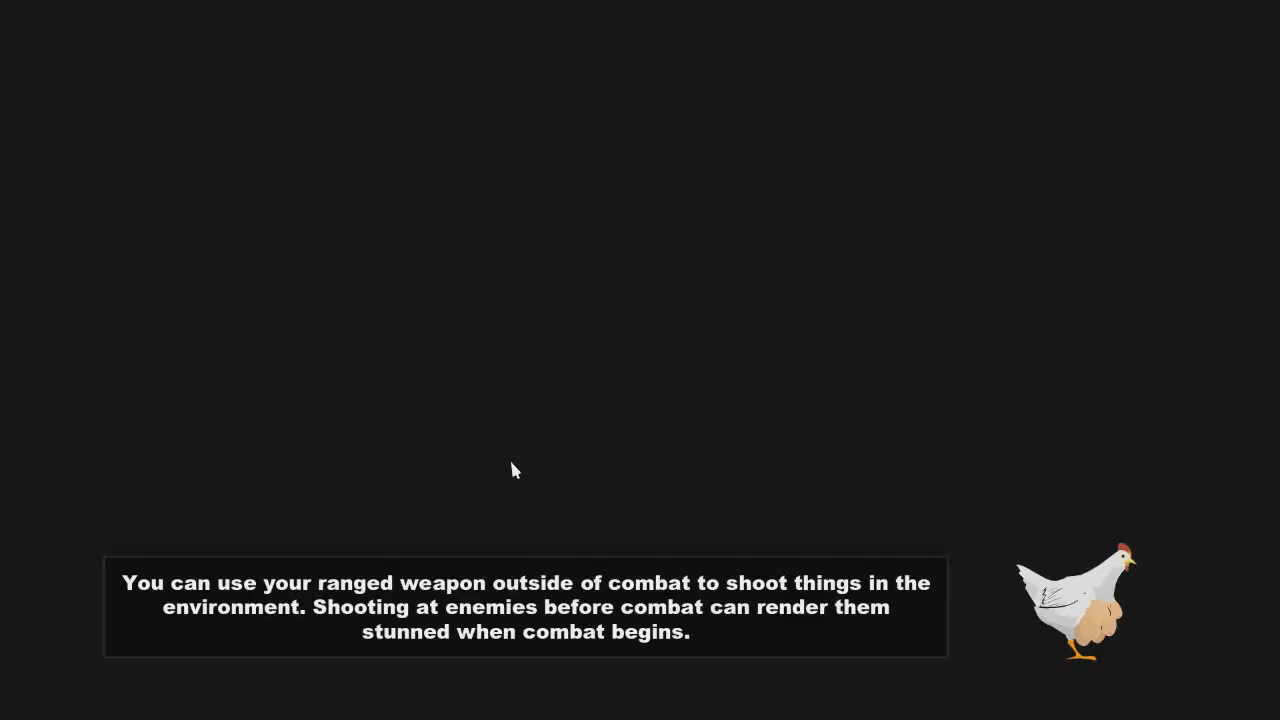 You can use your ranged weapon outside of combat to shoot things in the
environment. Shooting at enemies before combat can render them
stunned when combat begins.